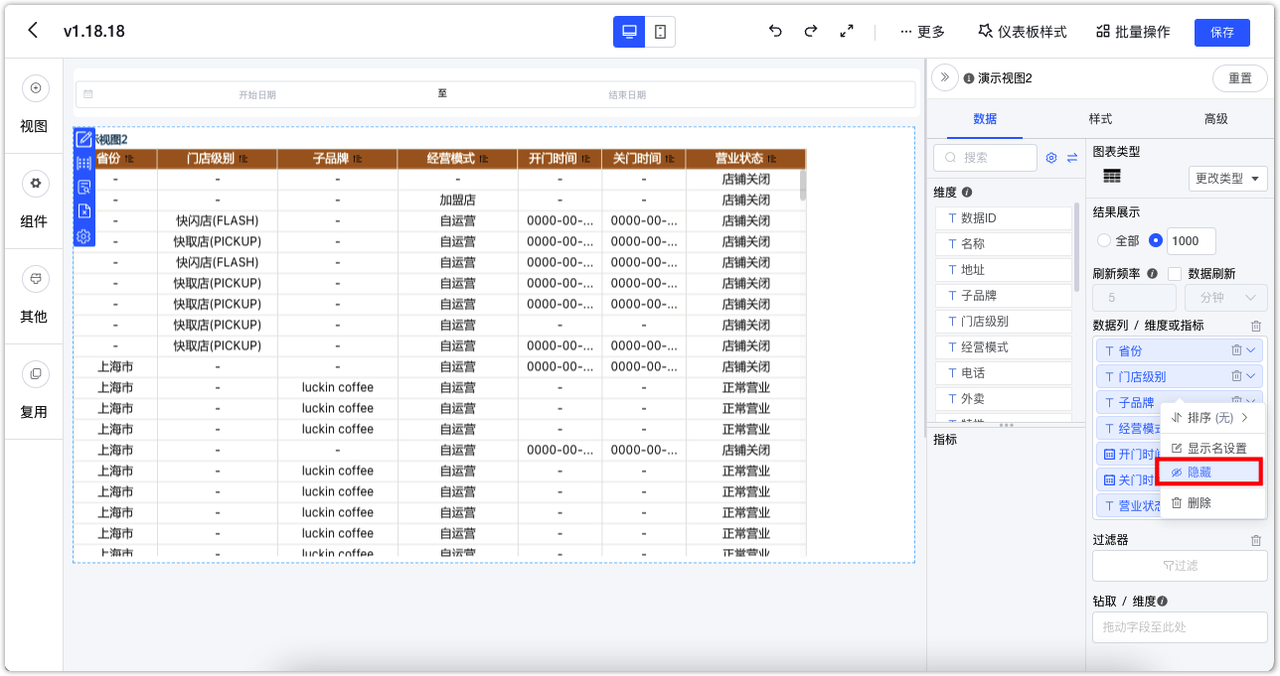 v1.18.18
更多
仪表板样式
批量操作
保存
视图
组件
其他
复用
开始日期 至 结束日期
示视图2
省份 门店级别 子品牌 经营模式 开门时间 关门时间 营业状态
- - - - - - 店铺关闭
- - - 加盟店 - - 店铺关闭
- 快闪店(FLASH) - 自运营 0000-00-... 0000-00-... 店铺关闭
- 快取店(PICKUP) - 自运营 0000-00-... 0000-00-... 店铺关闭
- 快闪店(FLASH) - 自运营 0000-00-... 0000-00-... 店铺关闭
- 快取店(PICKUP) - 自运营 0000-00-... 0000-00-... 店铺关闭
- 快取店(PICKUP) - 自运营 0000-00-... 0000-00-... 店铺关闭
- 快取店(PICKUP) - 自运营 - - 店铺关闭
- 快取店(PICKUP) - 自运营 0000-00-... 0000-00-... 店铺关闭
上海市 - - 自运营 0000-00-... 0000-00-... 店铺关闭
上海市 - luckin coffee 自运营 - - 正常营业
上海市 - luckin coffee 自运营 - - 正常营业
上海市 - luckin coffee 自运营 - - 正常营业
上海市 - - 自运营 0000-00-... 0000-00-... 店铺关闭
上海市 - luckin coffee 自运营 - - 正常营业
上海市 - luckin coffee 自运营 - - 正常营业
上海市 - luckin coffee 自运营 - - 正常营业
上海市 - luckin coffee 自运营 - - 正常营业
上海市 - luckin coffee 自运营 - - 正常营业
演示视图2
重置
数据 样式 高级
搜索
维度
T 数据ID
T 名称
T 地址
T 子品牌
T 门店级别
T 经营模式
T 电话
T 外卖
指标
图表类型
更改类型
结果展示
全部 1000
刷新频率 数据刷新
5 分钟
数据列 / 维度或指标
T 省份
T 门店级别
T 子品牌
T 经营模式
开门时间
关门时间
T 营业状态
排序 (无)
显示名设置
隐藏
删除
过滤器
过滤
钻取 / 维度
拖动字段至此处